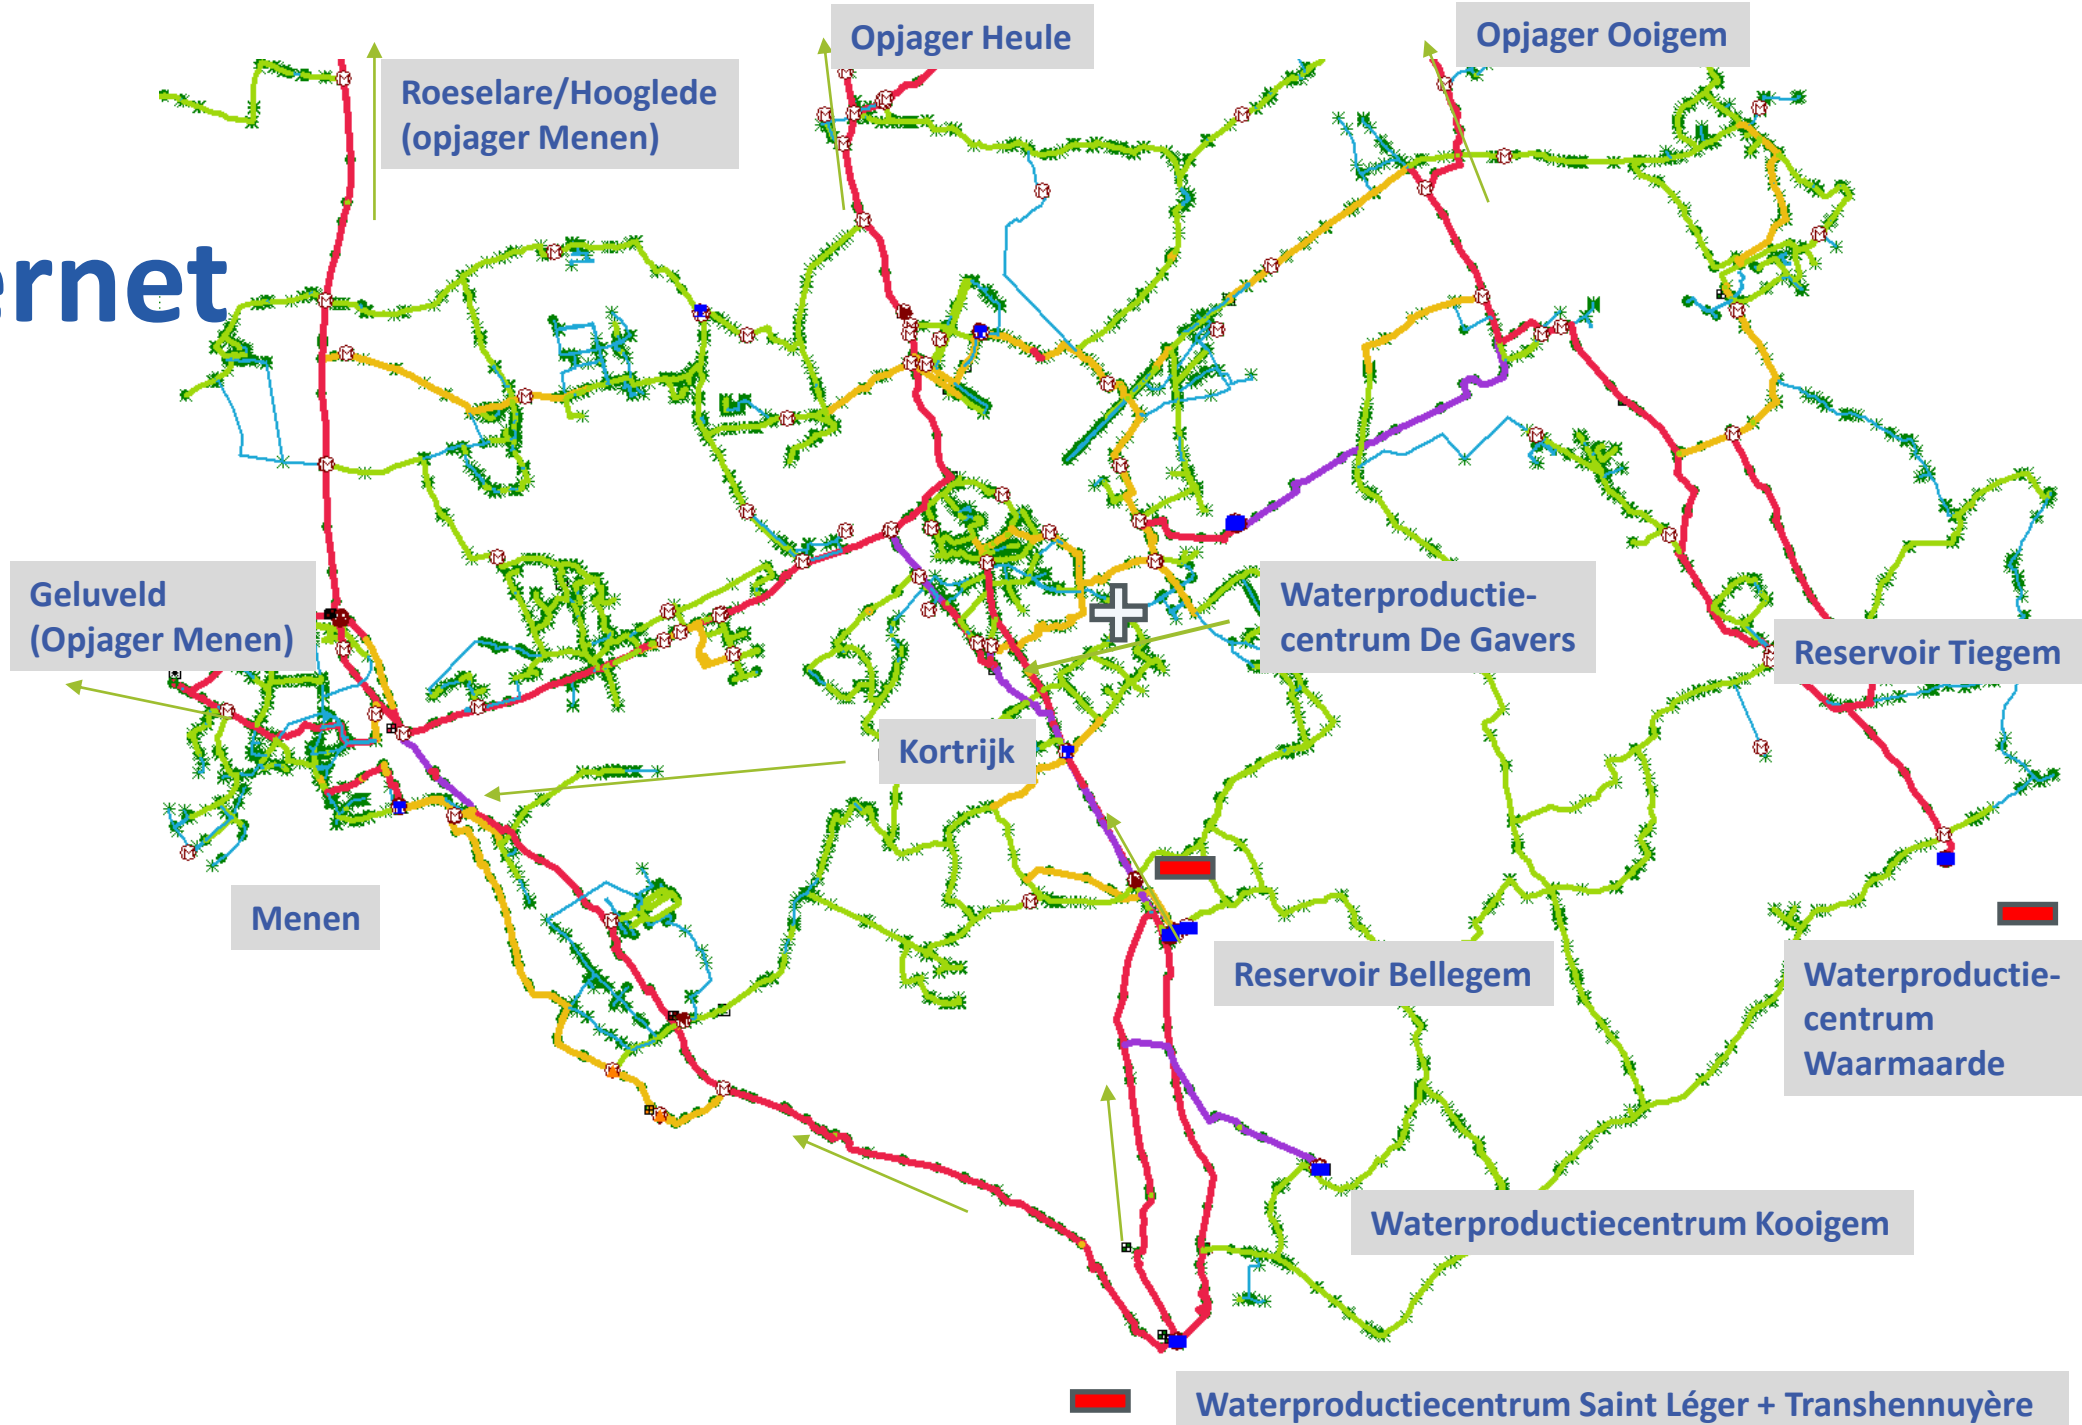 Opjager Heule
Opjager Ooigem
Roeselare/Hooglede
(opjager Menen)
ernet
Geluveld
(Opjager Menen)
Waterproductie-
centrum De Gavers
Reservoir Tiegem
Kortrijk
Menen
Reservoir Bellegem
Waterproductie-
centrum
Waarmaarde
Waterproductiecentrum Kooigem
Waterproductiecentrum Saint Léger + Transhennuyère